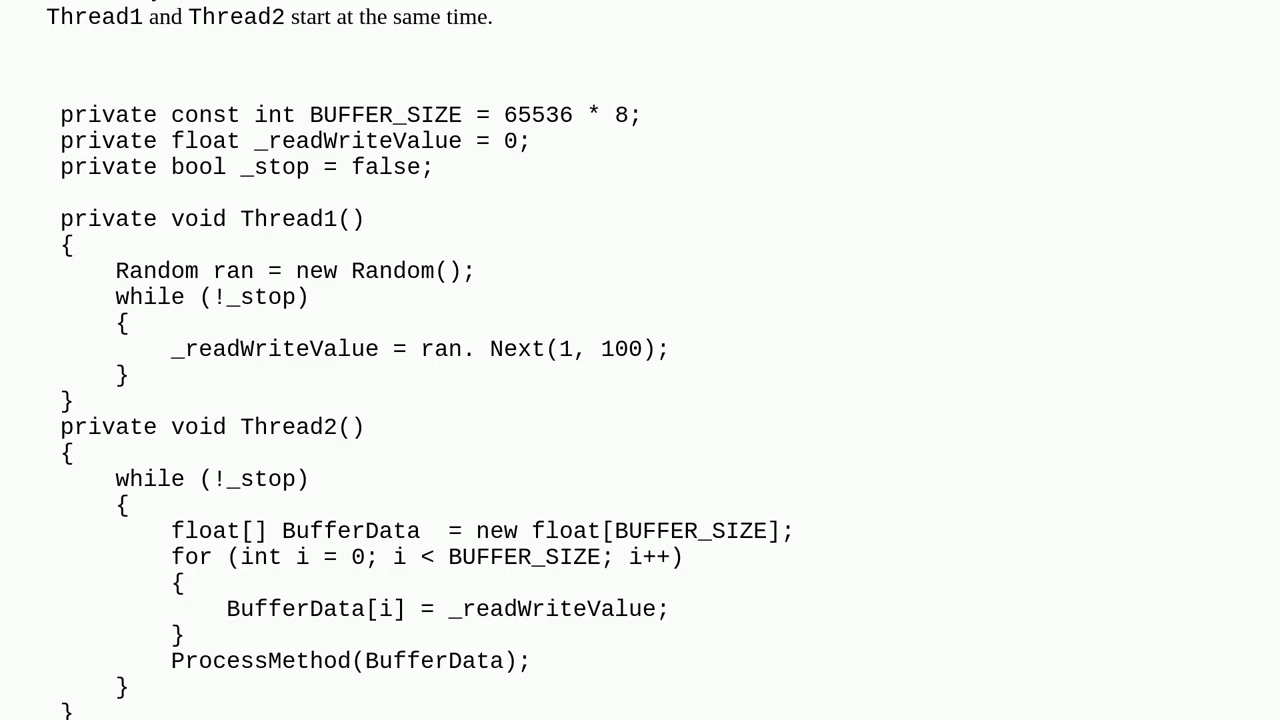 Thread1 and Thread2 start at the same time.
private const int BUFFER_SIZE = 65536 * 8;
private float _readWriteValue = 0;
private bool _stop = false;
private void Thread1()
{
Random ran = new Random();
while (!_stop)
{
_readWriteValue = ran. Next(1, 100);
}
}
private void Thread2()
{
while (!_stop)
{
float[] BufferData  = new float[BUFFER_SIZE];
for (int i = 0; i < BUFFER_SIZE; i++)
{
BufferData[i] = _readWriteValue;
}
ProcessMethod(BufferData);
}
}